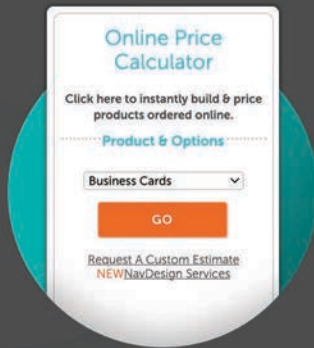 Online Price
Calculator
Click here to instantly build & price
products ordered online.
Product & Options
Business Cards
GO
Request A Custom Estimate
NEWNavDesign Services